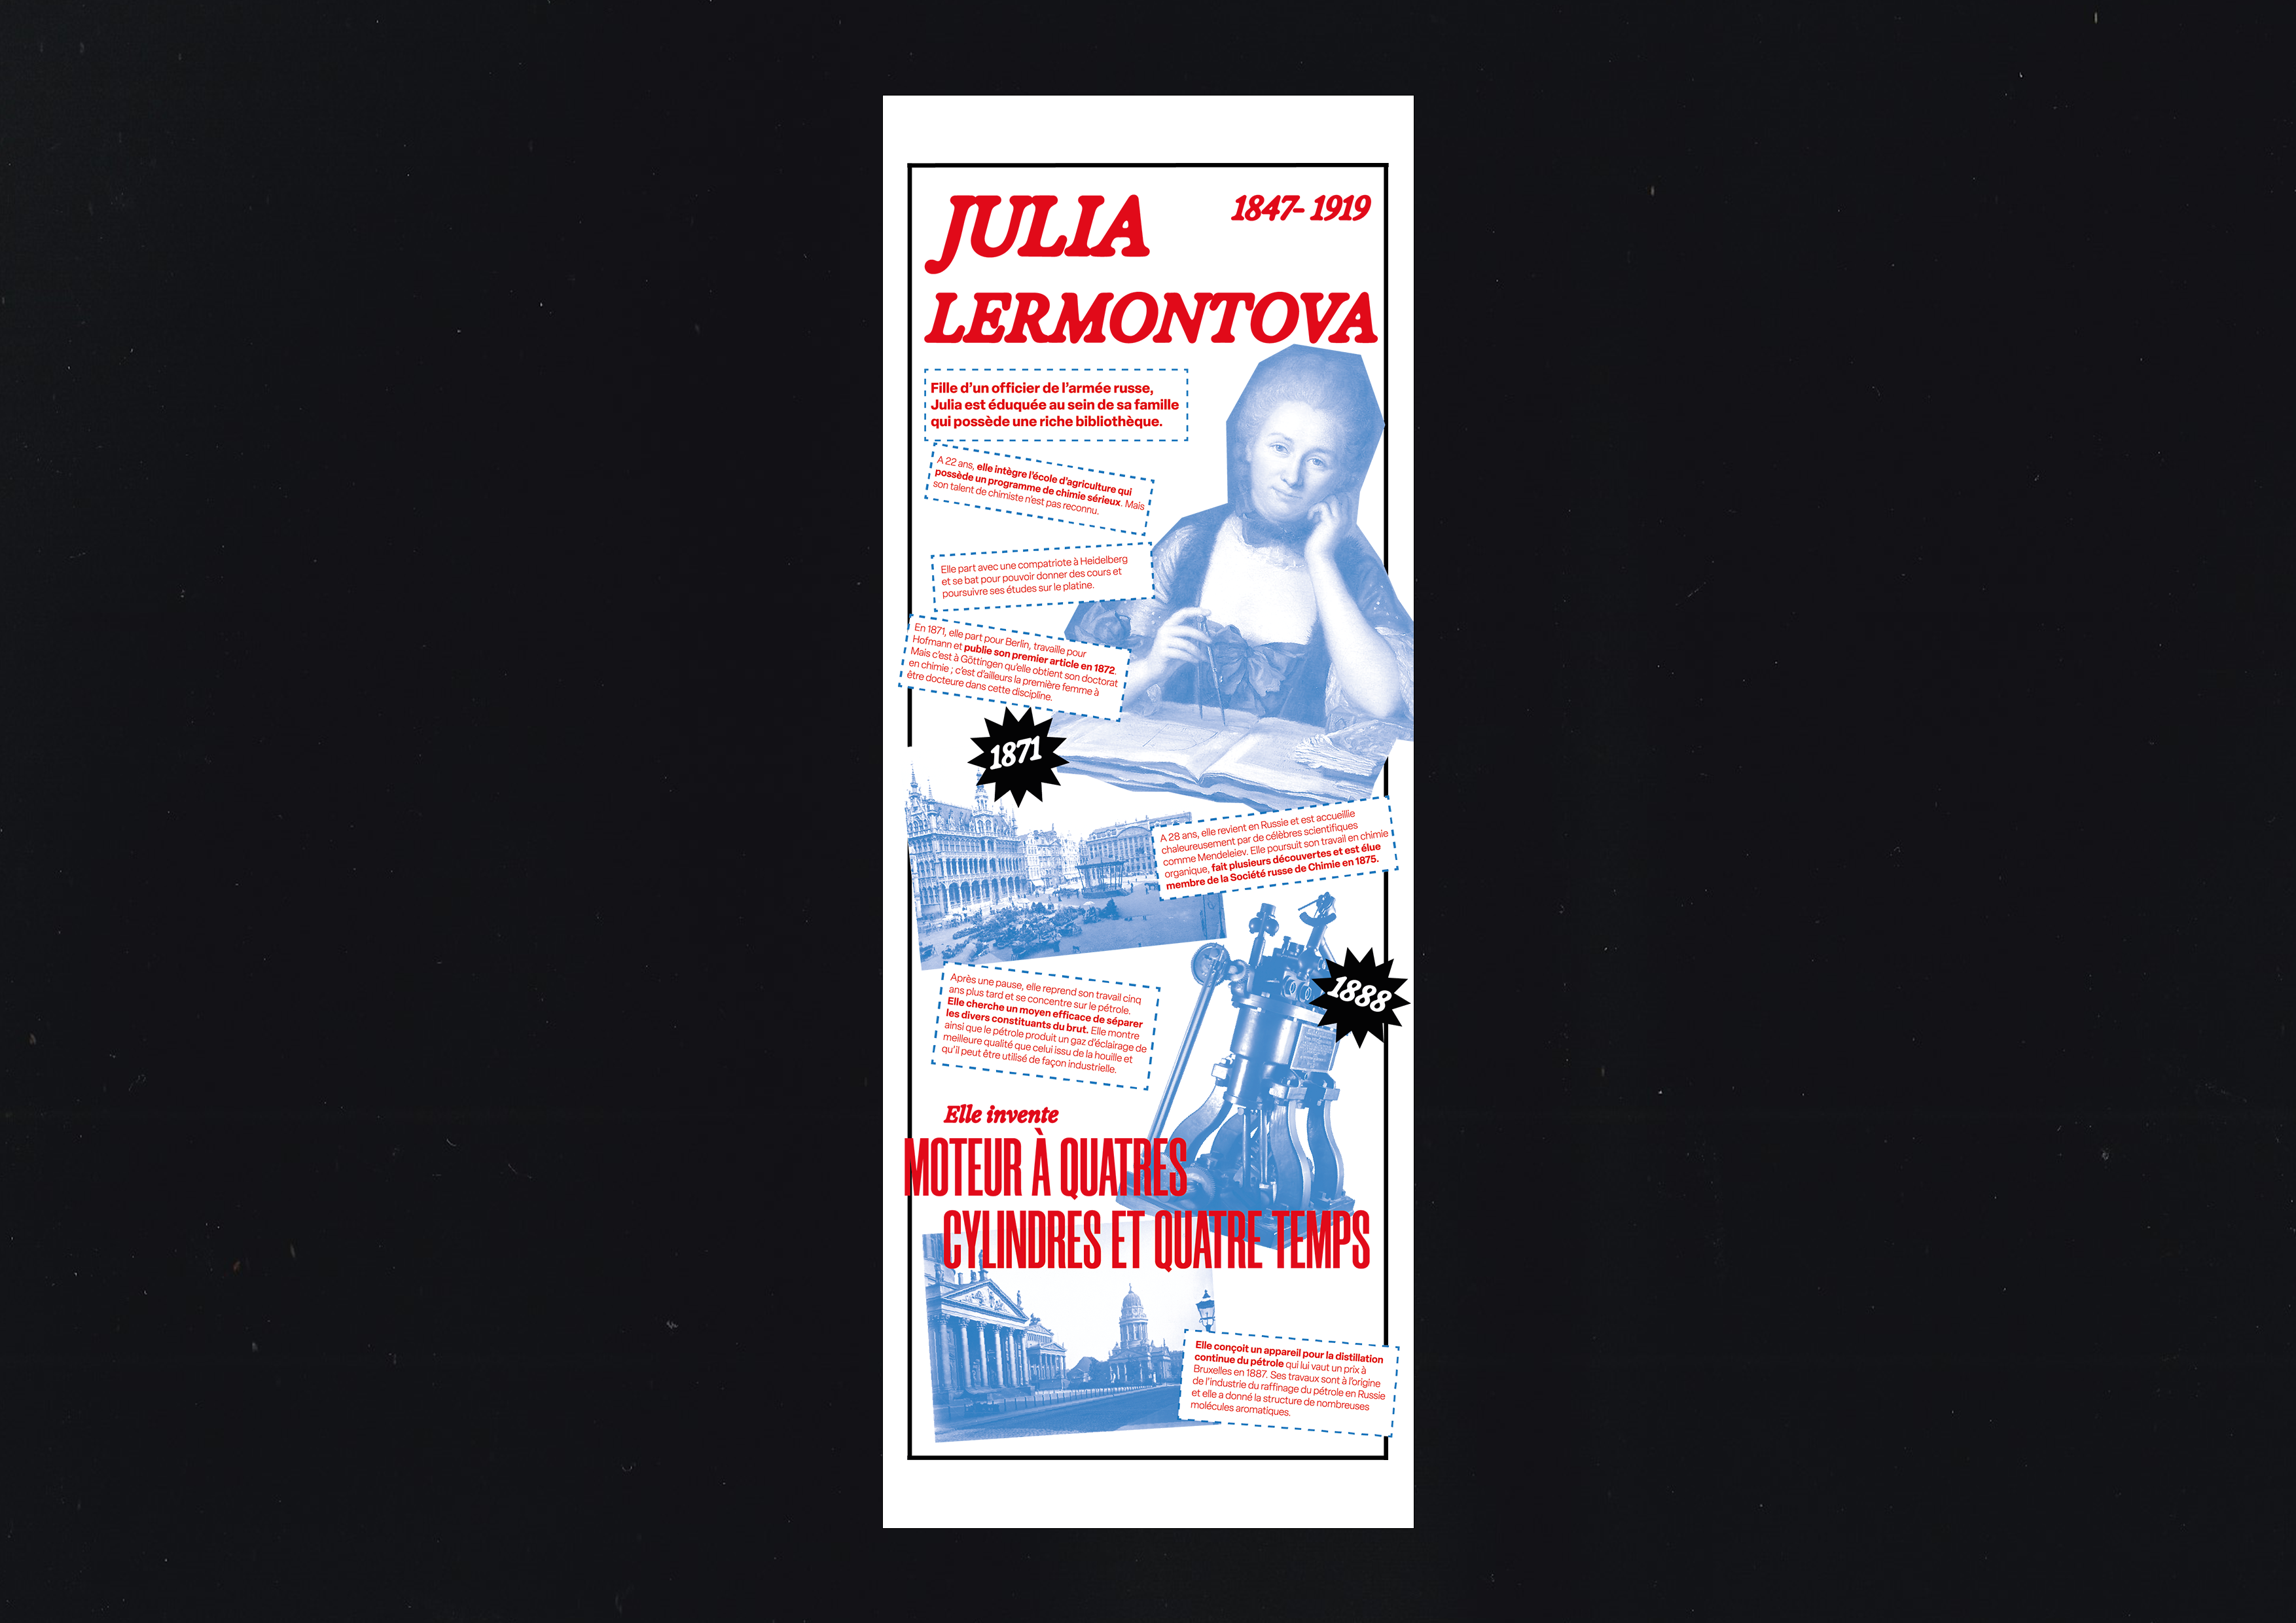 JULIA
1847- 1919
LERMONTOVA
Fille d'un officier de l'armée russe,
Julia est éduquée au sein de sa famille
qui possède une riche bibliothèque.
A 22 ans, elle intègre l'école d'agriculture qui
possède un programme de chimie sérieux. Mais
son talent de chimiste n'est pas reconnu.
Elle part avec une compatriote à Heidelberg
et se bat pour pouvoir donner des cours et
poursuivre ses études sur le platine.
En 1871, elle part pour Berlin, travaille pour
Hofmann et publie son premier article en 1872.
Mais c'est à Göttingen qu'elle obtient son doctorat
en chimie ; c'est d'ailleurs la première femme à
être docteure dans cette discipline.
1871
A 28 ans, elle revient en Russie et est accueillie
chaleureusement par de célèbres scientifiques
comme Mendeleiev. Elle poursuit son travail en chimie
organique, fait plusieurs découvertes et est élue
membre de la Société russe de Chimie en 1875.
1888
Après une pause, elle reprend son travail cinq
ans plus tard et se concentre sur le pétrole.
Elle cherche un moyen efficace de séparer
les divers constituants du brut. Elle montre
ainsi que le pétrole produit un gaz d'éclairage de
meilleure qualité que celui issu de la houille et
qu'il peut être utilisé de façon industrielle.
Elle invente
MOTEUR À QUATRES
CYLINDRES ET QUATRE TEMPS
Elle conçoit un appareil pour la distillation
continue du pétrole qui lui vaut un prix à
Bruxelles en 1887. Ses travaux sont à l'origine
de l'industrie du raffinage du pétrole en Russie
et elle a donné la structure de nombreuses
molécules aromatiques.